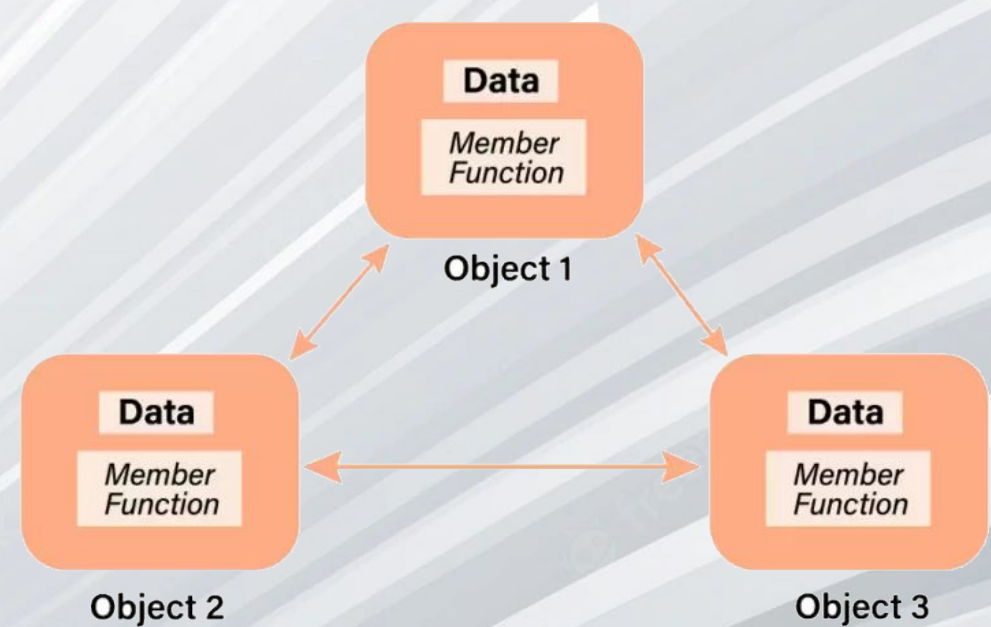 Data
Member
Function
Object 1
Data
Member
Function
Object 2
Data
Member
Function
Object 3